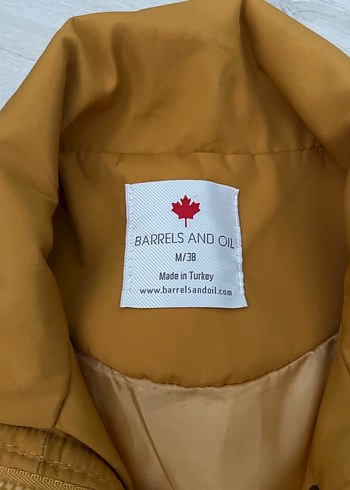 BARRELS AND OIL
M/38
Made in Turkey
www.barrelsandoil.com